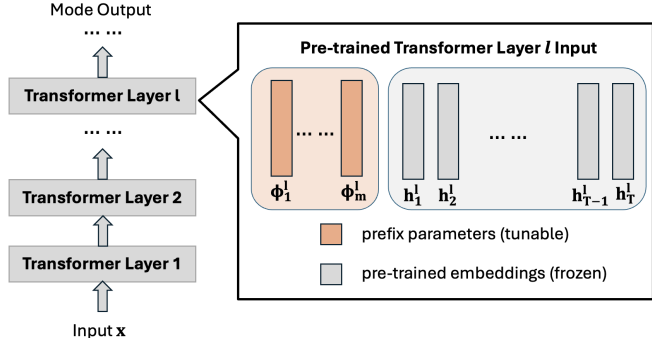 Mode Output
... ...
Transformer Layer l
... ...
Transformer Layer 2
Transformer Layer 1
Input x
Pre-trained Transformer Layer l Input
... ...
... ...
ϕ₁ˡ ϕₘˡ h₁ˡ h₂ˡ hₜ₋₁ˡ h_Tˡ
prefix parameters (tunable)
pre-trained embeddings (frozen)